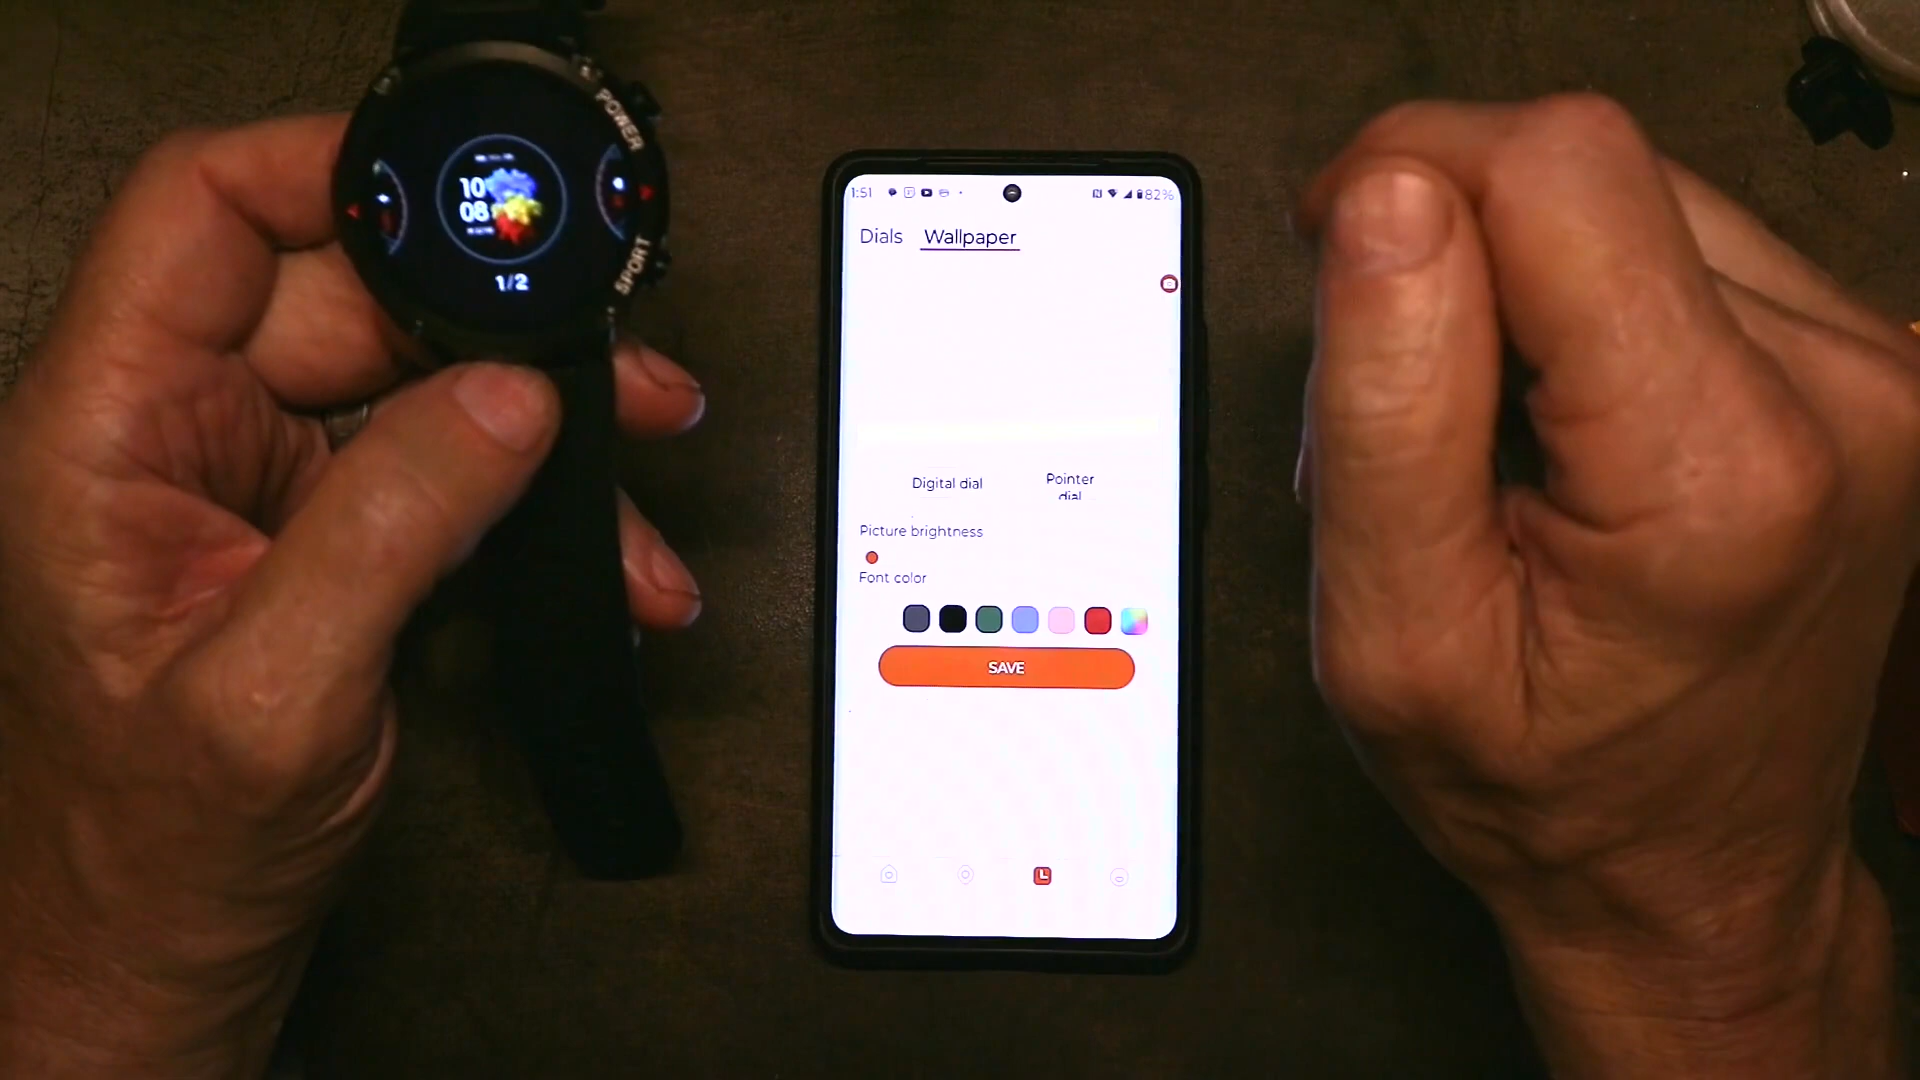 POWER
10
08
SPORT
1/2
1:51
82%
Dials Wallpaper
Digital dial
Pointer
dial
Picture brightness
Font color
SAVE